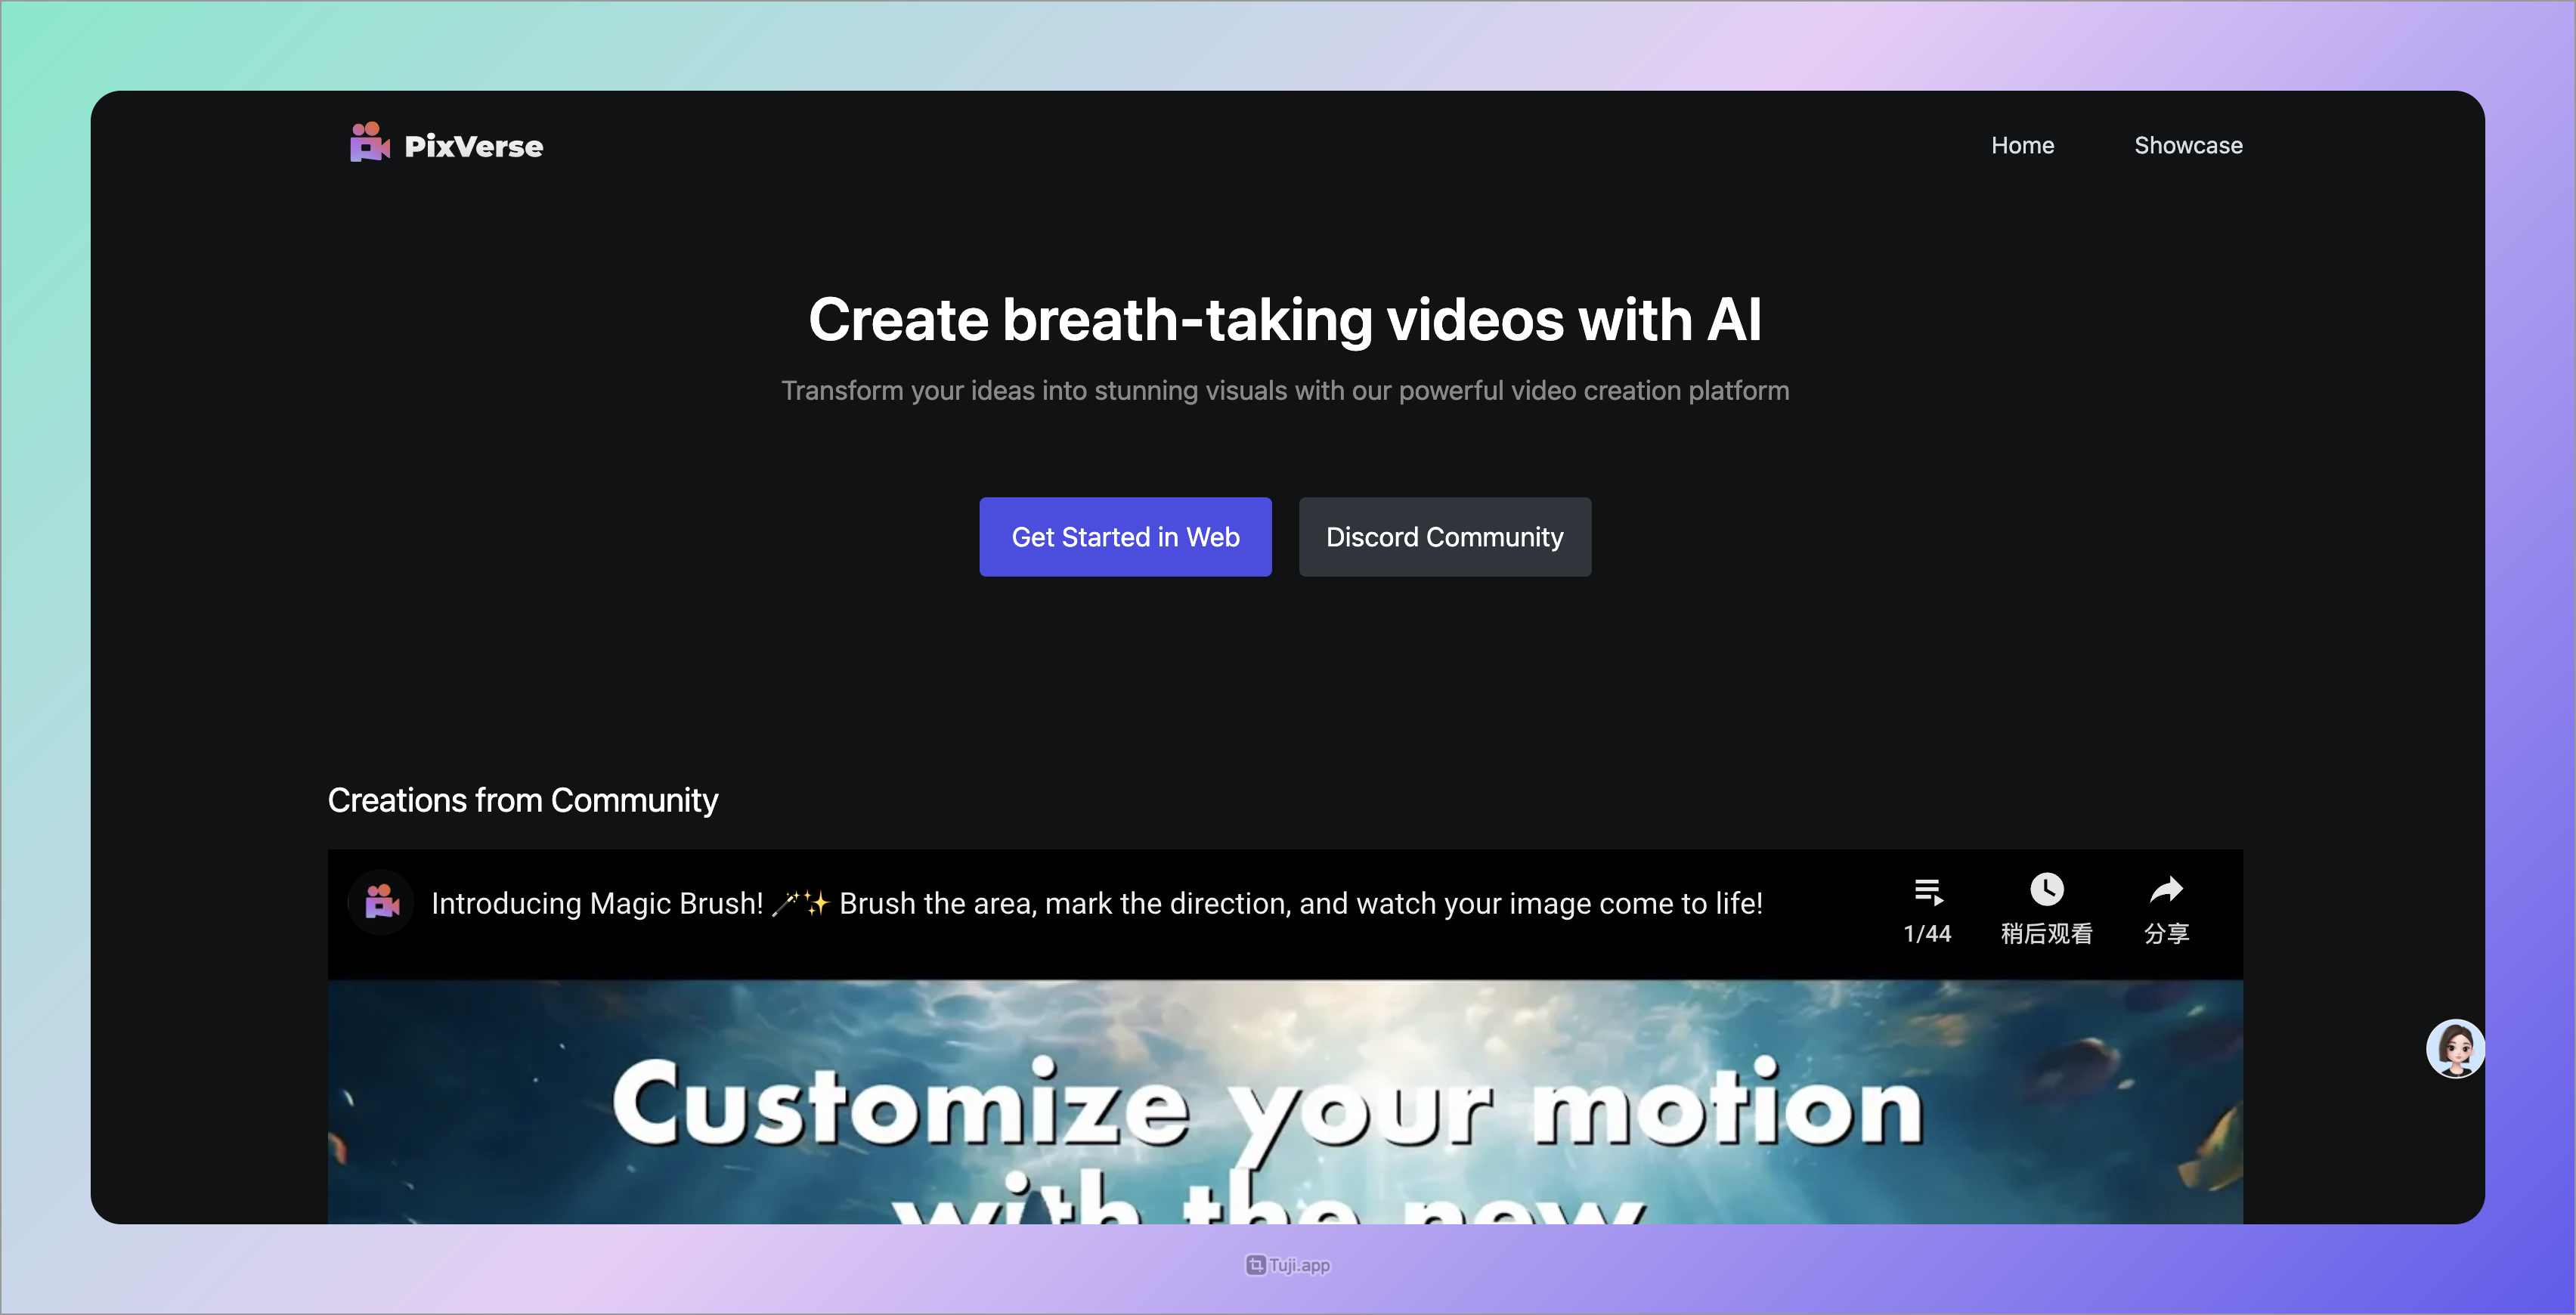 PixVerse
Home
Showcase
Create breath-taking videos with AI
Transform your ideas into stunning visuals with our powerful video creation platform
Get Started in Web
Discord Community
Creations from Community
Introducing Magic Brush! 🪄✨ Brush the area, mark the direction, and watch your image come to life!
1/44
稍后观看
分享
Customize your motion
with the new
Tuji.app